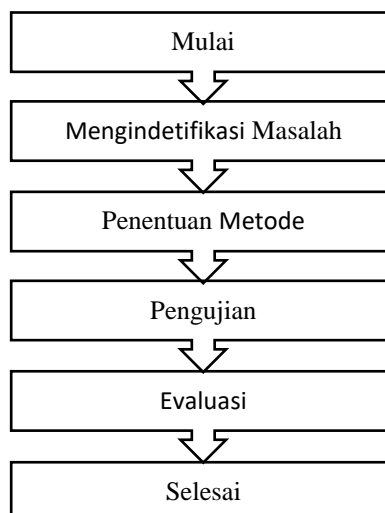 Mulai
Mengindetifikasi Masalah
Penentuan Metode
Pengujian
Evaluasi
Selesai